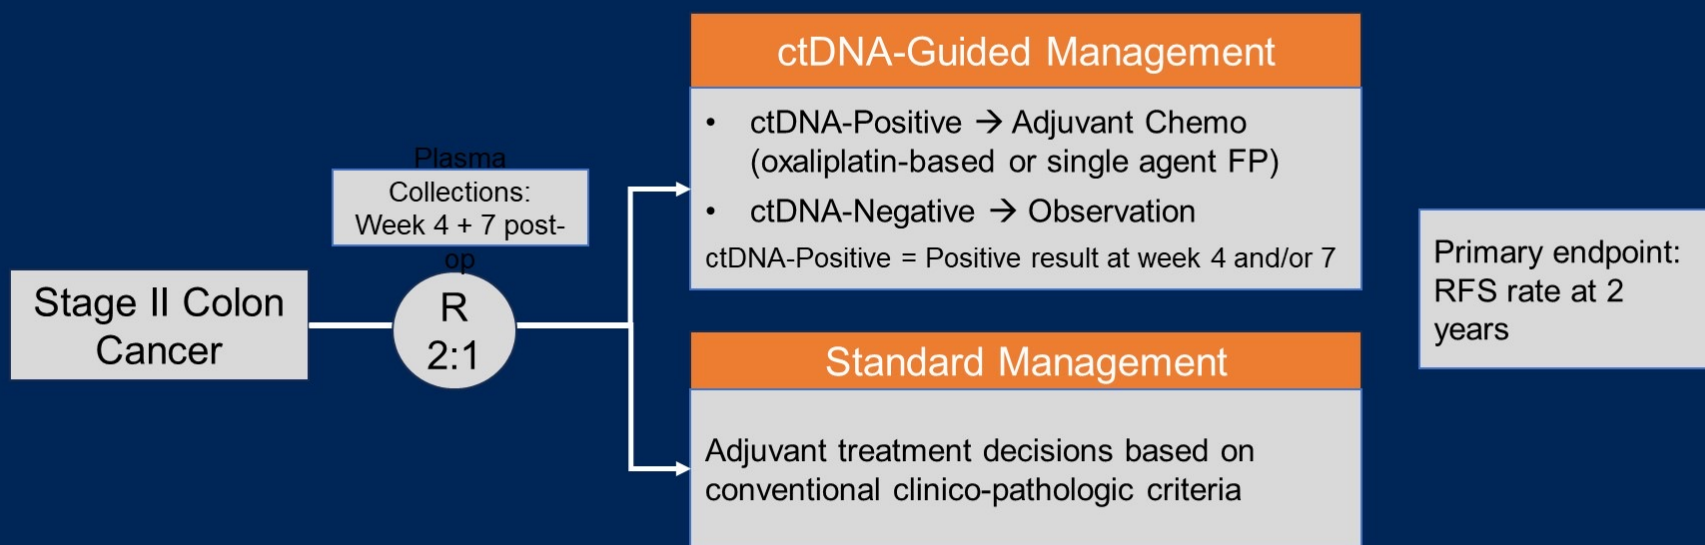 ctDNA-Guided Management
• ctDNA-Positive → Adjuvant Chemo
(oxaliplatin-based or single agent FP)
• ctDNA-Negative → Observation
ctDNA-Positive = Positive result at week 4 and/or 7
Plasma
Collections:
Week 4 + 7 post-
op
Stage II Colon
Cancer
R
2:1
Standard Management
Adjuvant treatment decisions based on
conventional clinico-pathologic criteria
Primary endpoint:
RFS rate at 2
years